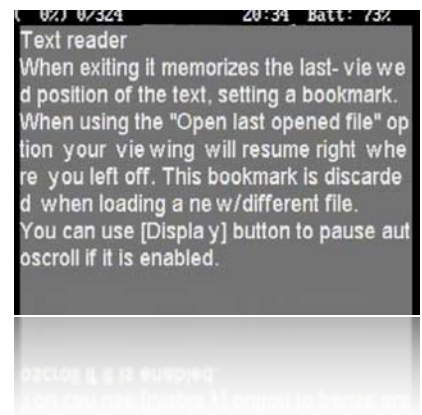 ( 0%) 0/324 20:34 Batt: 73%
Text reader
When exiting it memorizes the last- vie we
d position of the text, setting a bookmark.
When using the "Open last opened file" op
tion your vie wing will resume right whe
re you left off. This bookmark is discarde
d when loading a ne w/different file.
You can use [Displa y] button to pause aut
oscroll if it is enabled.